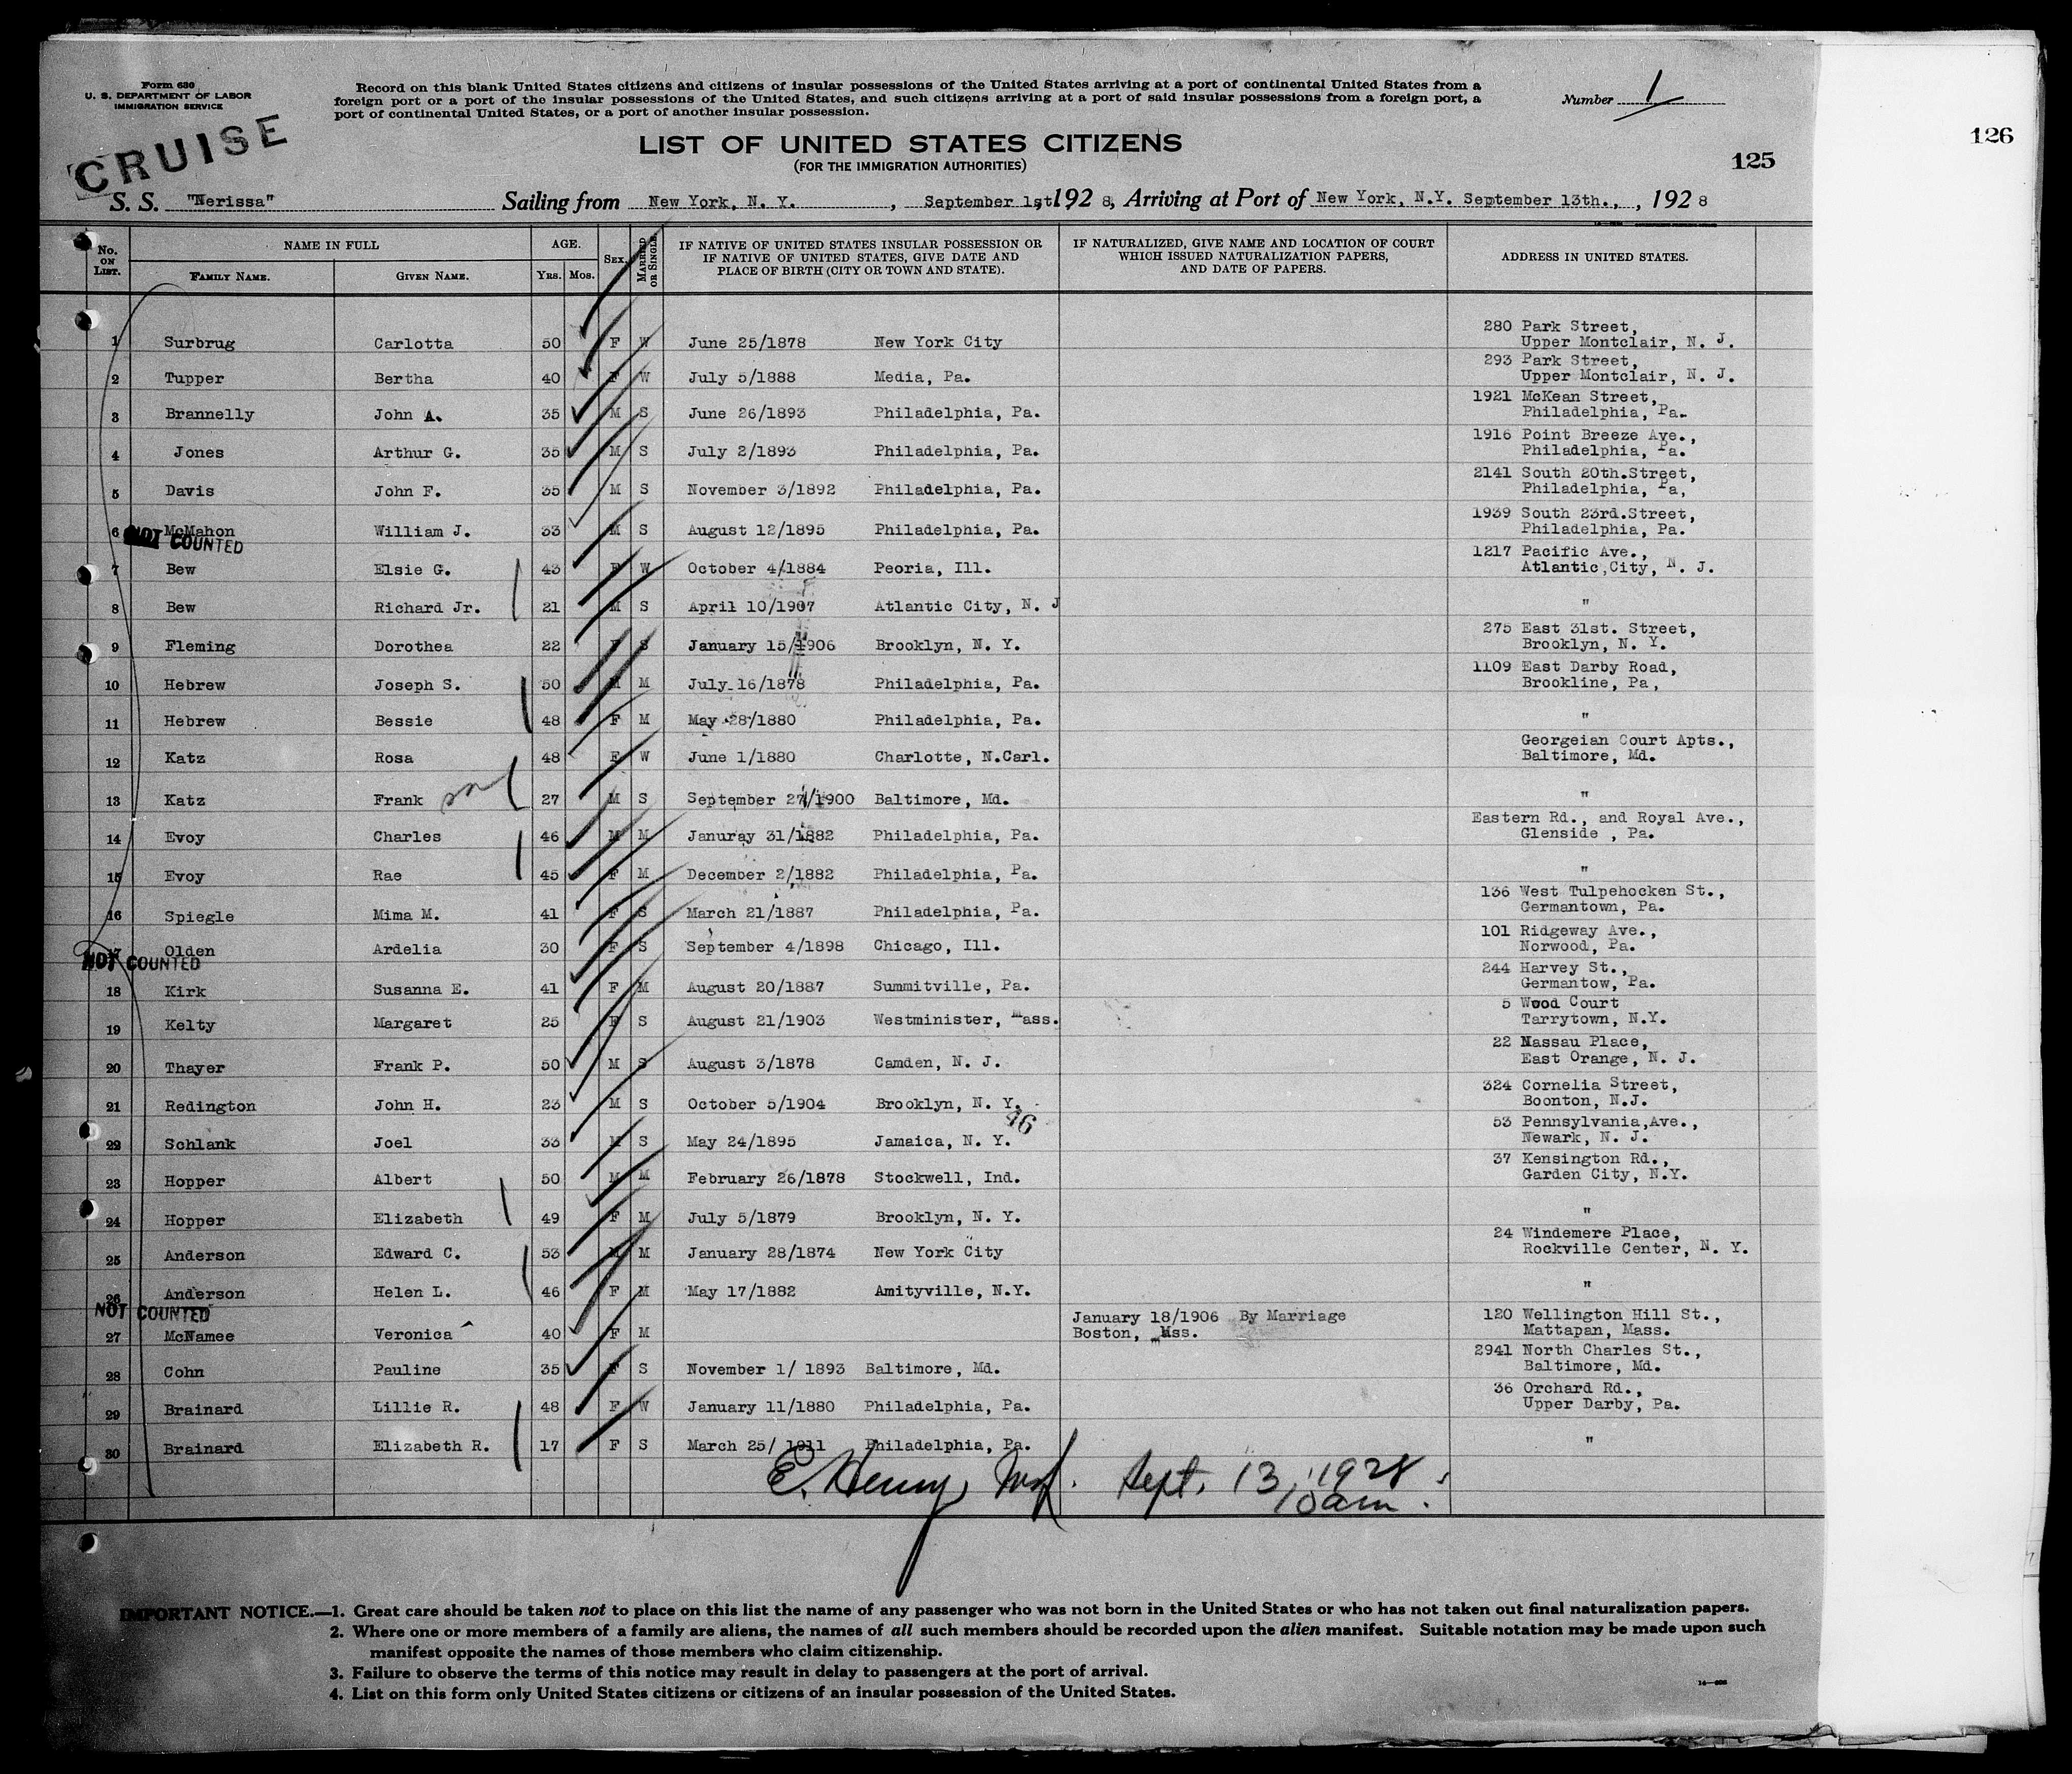 Form 630
U. S. DEPARTMENT OF LABOR
IMMIGRATION SERVICE
Record on this blank United States citizens and citizens of insular possessions of the United States arriving at a port of continental United States from a
foreign port or a port of the insular possessions of the United States, and such citizens arriving at a port of said insular possessions from a foreign port, a
port of continental United States, or a port of another insular possession.
Number 1
126
CRUISE
LIST OF UNITED STATES CITIZENS
(FOR THE IMMIGRATION AUTHORITIES)
125
S. S. "Nerissa" Sailing from New York, N. Y. , September 1st, 192 8, Arriving at Port of New York, N.Y. September 13th., , 192 8
No. ON LIST. NAME IN FULL AGE. SEX. MARRIED OR SINGLE. IF NATIVE OF UNITED STATES INSULAR POSSESSION OR IF NATIVE OF UNITED STATES, GIVE DATE AND PLACE OF BIRTH (CITY OR TOWN AND STATE). IF NATURALIZED, GIVE NAME AND LOCATION OF COURT WHICH ISSUED NATURALIZATION PAPERS, AND DATE OF PAPERS. ADDRESS IN UNITED STATES.
FAMILY NAME. GIVEN NAME. YRS. MOS.
1 Surbrug Carlotta 50 F W June 25/1878 New York City 280 Park Street, Upper Montclair, N. J.
2 Tupper Bertha 40 F W July 5/1888 Media, Pa. 293 Park Street, Upper Montclair, N. J.
3 Brannelly John A. 35 M S June 26/1893 Philadelphia, Pa. 1921 McKean Street, Philadelphia, Pa.
4 Jones Arthur G. 35 M S July 2/1893 Philadelphia, Pa. 1916 Point Breeze Ave., Philadelphia, Pa.
5 Davis John F. 35 M S November 3/1892 Philadelphia, Pa. 2141 South 20th.Street, Philadelphia, Pa,
6 McMahon William J. 33 M S August 12/1895 Philadelphia, Pa. 1939 South 23rd.Street, Philadelphia, Pa.
NOT COUNTED
7 Bew Elsie G. 43 F W October 4/1884 Peoria, Ill. 1217 Pacific Ave., Atlantic,City, N. J.
8 Bew Richard Jr. 21 M S April 10/1907 Atlantic City, N. J "
9 Fleming Dorothea 22 F S January 15/1906 Brooklyn, N. Y. 275 East 31st. Street, Brooklyn, N. Y.
10 Hebrew Joseph S. 50 M M July 16/1878 Philadelphia, Pa. 1109 East Darby Road, Brookline, Pa,
11 Hebrew Bessie 48 F M May 28/1880 Philadelphia, Pa. "
12 Katz Rosa 48 F W June 1/1880 Charlotte, N.Carl. Georgeian Court Apts., Baltimore, Md.
13 Katz Frank son 27 M S September 27/1900 Baltimore, Md. "
14 Evoy Charles 46 M M Januray 31/1882 Philadelphia, Pa. Eastern Rd., and Royal Ave., Glenside , Pa.
15 Evoy Rae 45 F M December 2/1882 Philadelphia, Pa. "
16 Spiegle Mima M. 41 F S March 21/1887 Philadelphia, Pa. 136 West Tulpehocken St., Germantown, Pa.
17 Olden Ardelia 30 F S September 4/1898 Chicago, Ill. 101 Ridgeway Ave., Norwood, Pa.
NOT COUNTED
18 Kirk Susanna E. 41 F M August 20/1887 Summitville, Pa. 244 Harvey St., Germantow, Pa.
19 Kelty Margaret 25 F S August 21/1903 Westminister, Mass. 5 Wood Court Tarrytown, N.Y.
20 Thayer Frank P. 50 M S August 3/1878 Camden, N. J. 22 Nassau Place, East Orange, N. J.
21 Redington John H. 23 M S October 5/1904 Brooklyn, N. Y. 324 Cornelia Street, Boonton, N.J.
46
22 Schlank Joel 33 M S May 24/1895 Jamaica, N. Y. 53 Pennsylvania,Ave., Newark, N. J.
23 Hopper Albert 50 M M February 26/1878 Stockwell, Ind. 37 Kensington Rd., Garden City, N.Y.
24 Hopper Elizabeth 49 F M July 5/1879 Brooklyn, N. Y. "
25 Anderson Edward C. 53 M M January 28/1874 New York City 24 Windemere Place, Rockville Center, N. Y.
26 Anderson Helen L. 46 F M May 17/1882 Amityville, N.Y. "
NOT COUNTED
27 McNamee Veronica 40 F M January 18/1906 By Marriage Boston, Mss. 120 Wellington Hill St., Mattapan, Mass.
28 Cohn Pauline 35 F S November 1/ 1893 Baltimore, Md. 2941 North Charles St., Baltimore, Md.
29 Brainard Lillie R. 48 F W January 11/1880 Philadelphia, Pa. 36 Orchard Rd., Upper Darby, Pa.
30 Brainard Elizabeth R. 17 F S March 25/ 1911 Philadelphia, Pa. "
E. Henry Insp. Sept. 13, 1928
10 am.
IMPORTANT NOTICE.—1. Great care should be taken not to place on this list the name of any passenger who was not born in the United States or who has not taken out final naturalization papers.
2. Where one or more members of a family are aliens, the names of all such members should be recorded upon the alien manifest. Suitable notation may be made upon such
manifest opposite the names of those members who claim citizenship.
3. Failure to observe the terms of this notice may result in delay to passengers at the port of arrival.
4. List on this form only United States citizens or citizens of an insular possession of the United States.